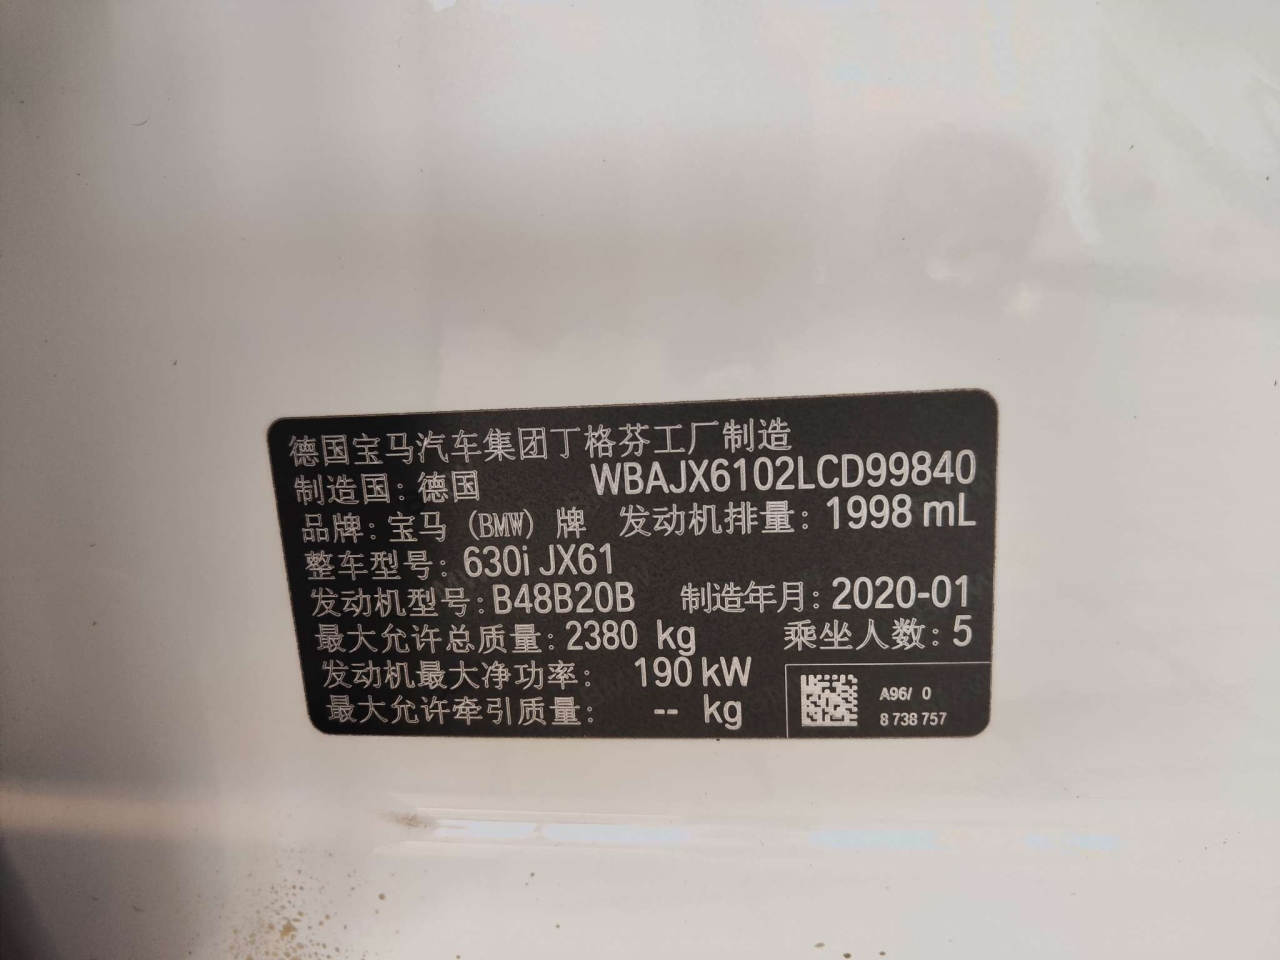 德国宝马汽车集团丁格芬工厂制造
制造国：德国 WBAJX6102LCD99840
品牌：宝马 (BMW) 牌 发动机排量：1998 mL
整车型号：630i JX61
发动机型号：B48B20B 制造年月：2020-01
最大允许总质量：2380 kg 乘坐人数：5
发动机最大净功率： 190 kW
最大允许牵引质量： -- kg
A96/ 0
8 738 757